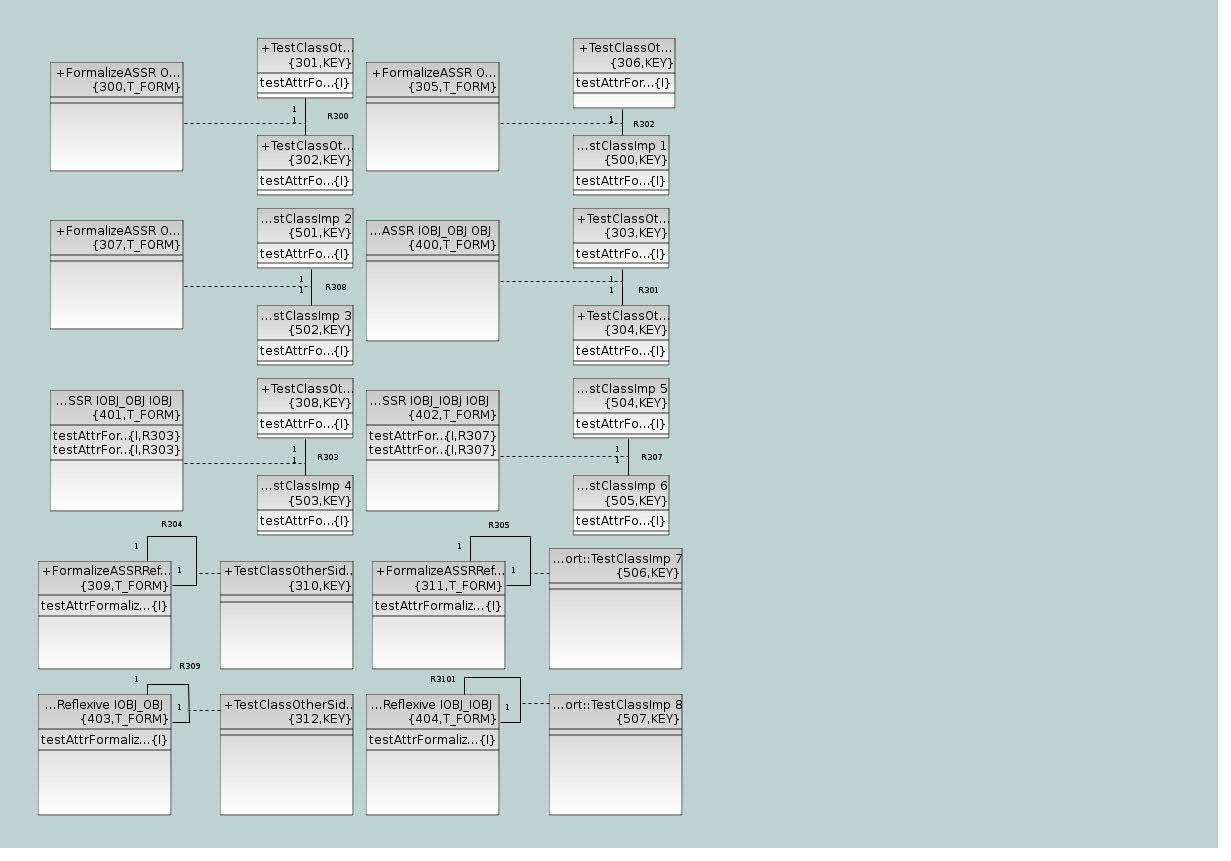 +FormalizeASSR O...
{300,T_FORM}
+TestClassOt...
{301,KEY}
testAttrFo...{I}
1
1
R300
+TestClassOt...
{302,KEY}
testAttrFo...{I}
+FormalizeASSR O...
{305,T_FORM}
+TestClassOt...
{306,KEY}
testAttrFor...{I}
1
R302
...stClassImp 1
{500,KEY}
testAttrFo...{I}
+FormalizeASSR O...
{307,T_FORM}
...stClassImp 2
{501,KEY}
testAttrFo...{I}
1
1
R308
...stClassImp 3
{502,KEY}
testAttrFo...{I}
...ASSR IOBJ_OBJ OBJ
{400,T_FORM}
+TestClassOt...
{303,KEY}
testAttrFo...{I}
1
1
R301
+TestClassOt...
{304,KEY}
testAttrFo...{I}
...SSR IOBJ_OBJ IOBJ
{401,T_FORM}
testAttrFor...{I,R303}
testAttrFor...{I,R303}
+TestClassOt...
{308,KEY}
testAttrFo...{I}
1
1
R303
...stClassImp 4
{503,KEY}
testAttrFo...{I}
...SSR IOBJ_IOBJ IOBJ
{402,T_FORM}
testAttrFor...{I,R307}
testAttrFor...{I,R307}
...stClassImp 5
{504,KEY}
testAttrFo...{I}
1
1
R307
...stClassImp 6
{505,KEY}
testAttrFo...{I}
R304
1
1
+FormalizeASSRRef...
{309,T_FORM}
testAttrFormaliz...{I}
+TestClassOtherSid...
{310,KEY}
R305
1
1
+FormalizeASSRRef...
{311,T_FORM}
testAttrFormaliz...{I}
...ort::TestClassImp 7
{506,KEY}
R309
1
1
...Reflexive IOBJ_OBJ
{403,T_FORM}
testAttrFormaliz...{I}
+TestClassOtherSid...
{312,KEY}
R3101
1
...Reflexive IOBJ_IOBJ
{404,T_FORM}
testAttrFormaliz...{I}
...ort::TestClassImp 8
{507,KEY}